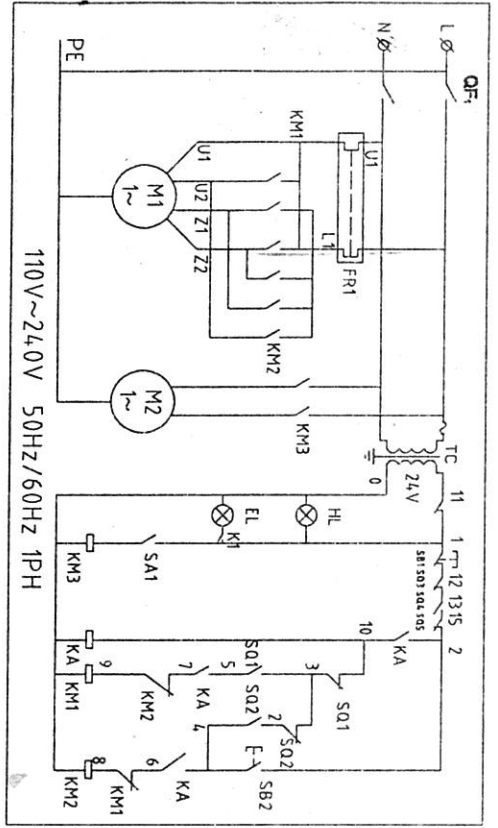 L
N
QF1
PE
KM1
U1
L1
FR1
U1
U2
Z1
Z2
M1
1~
KM2
M2
1~
KM3
TC
24V
0
11
1
12
13
15
2
SB1
SQ3
SQ4
SQ5
HL
EL
K1
SA1
KM3
KA
10
KA
SQ1
3
SQ1
5
KA
7
KM2
9
KM1
SQ2
2
SQ2
4
SB2
KA
6
KM1
8
KM2
110V~240V 50Hz/60Hz 1PH